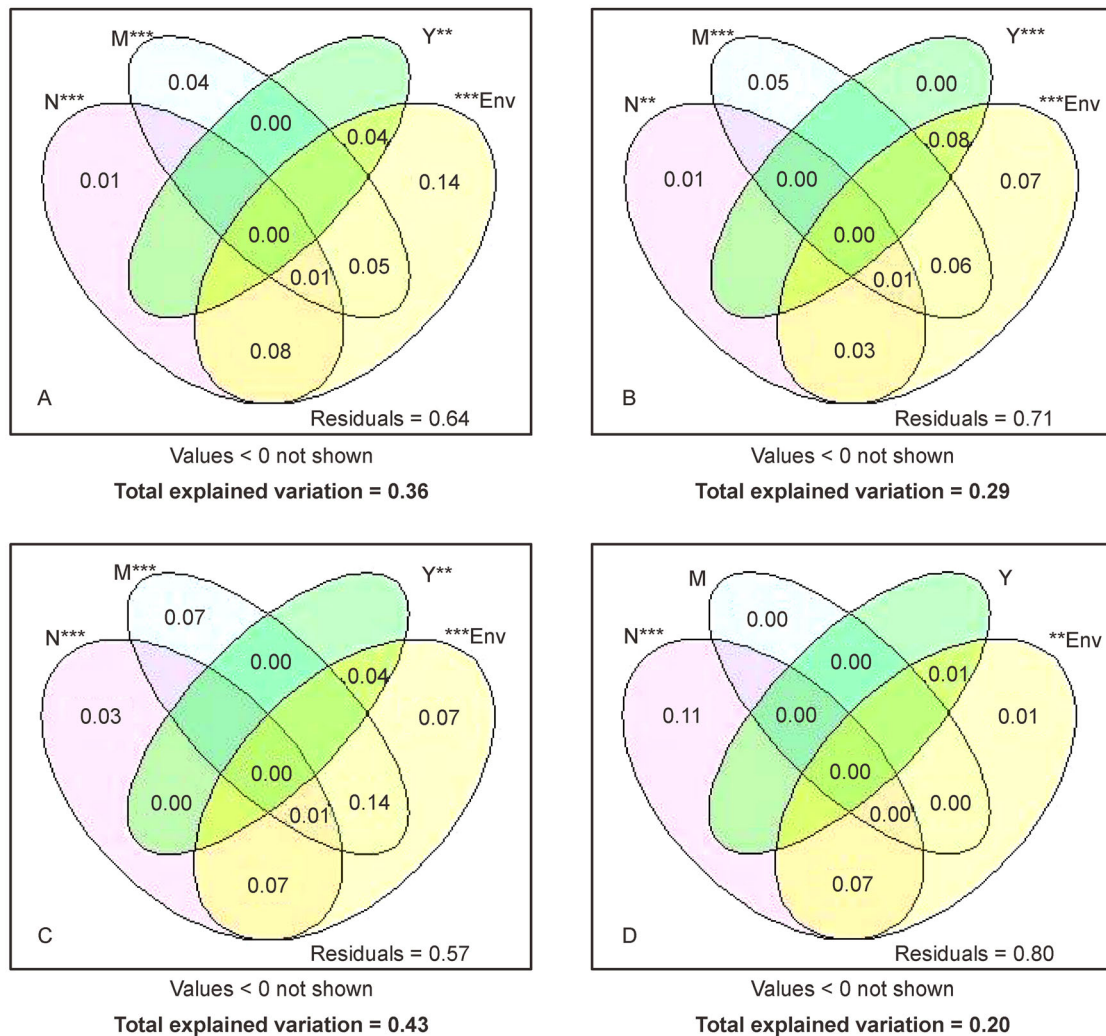 M***
Y**
N***
***Env
0.04
0.00
0.04
0.01
0.14
0.00
0.01
0.05
0.08
A
Residuals = 0.64
Values < 0 not shown
Total explained variation = 0.36
M***
Y***
N**
***Env
0.05
0.00
0.08
0.01
0.00
0.07
0.00
0.01
0.06
0.03
B
Residuals = 0.71
Values < 0 not shown
Total explained variation = 0.29
M***
Y**
N***
***Env
0.07
0.00
0.04
0.03
0.07
0.00
0.00
0.01
0.14
0.07
C
Residuals = 0.57
Values < 0 not shown
Total explained variation = 0.43
M
Y
N***
**Env
0.00
0.00
0.01
0.11
0.00
0.01
0.00
0.00
0.00
0.07
D
Residuals = 0.80
Values < 0 not shown
Total explained variation = 0.20